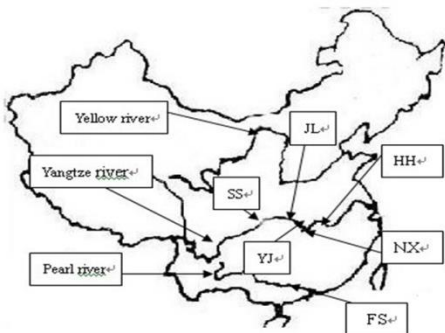 JL
Yellow river↵
HH↵
Yangtze river↵
SS↵
YJ↵
NX↵
Pearl river↵
FS↵